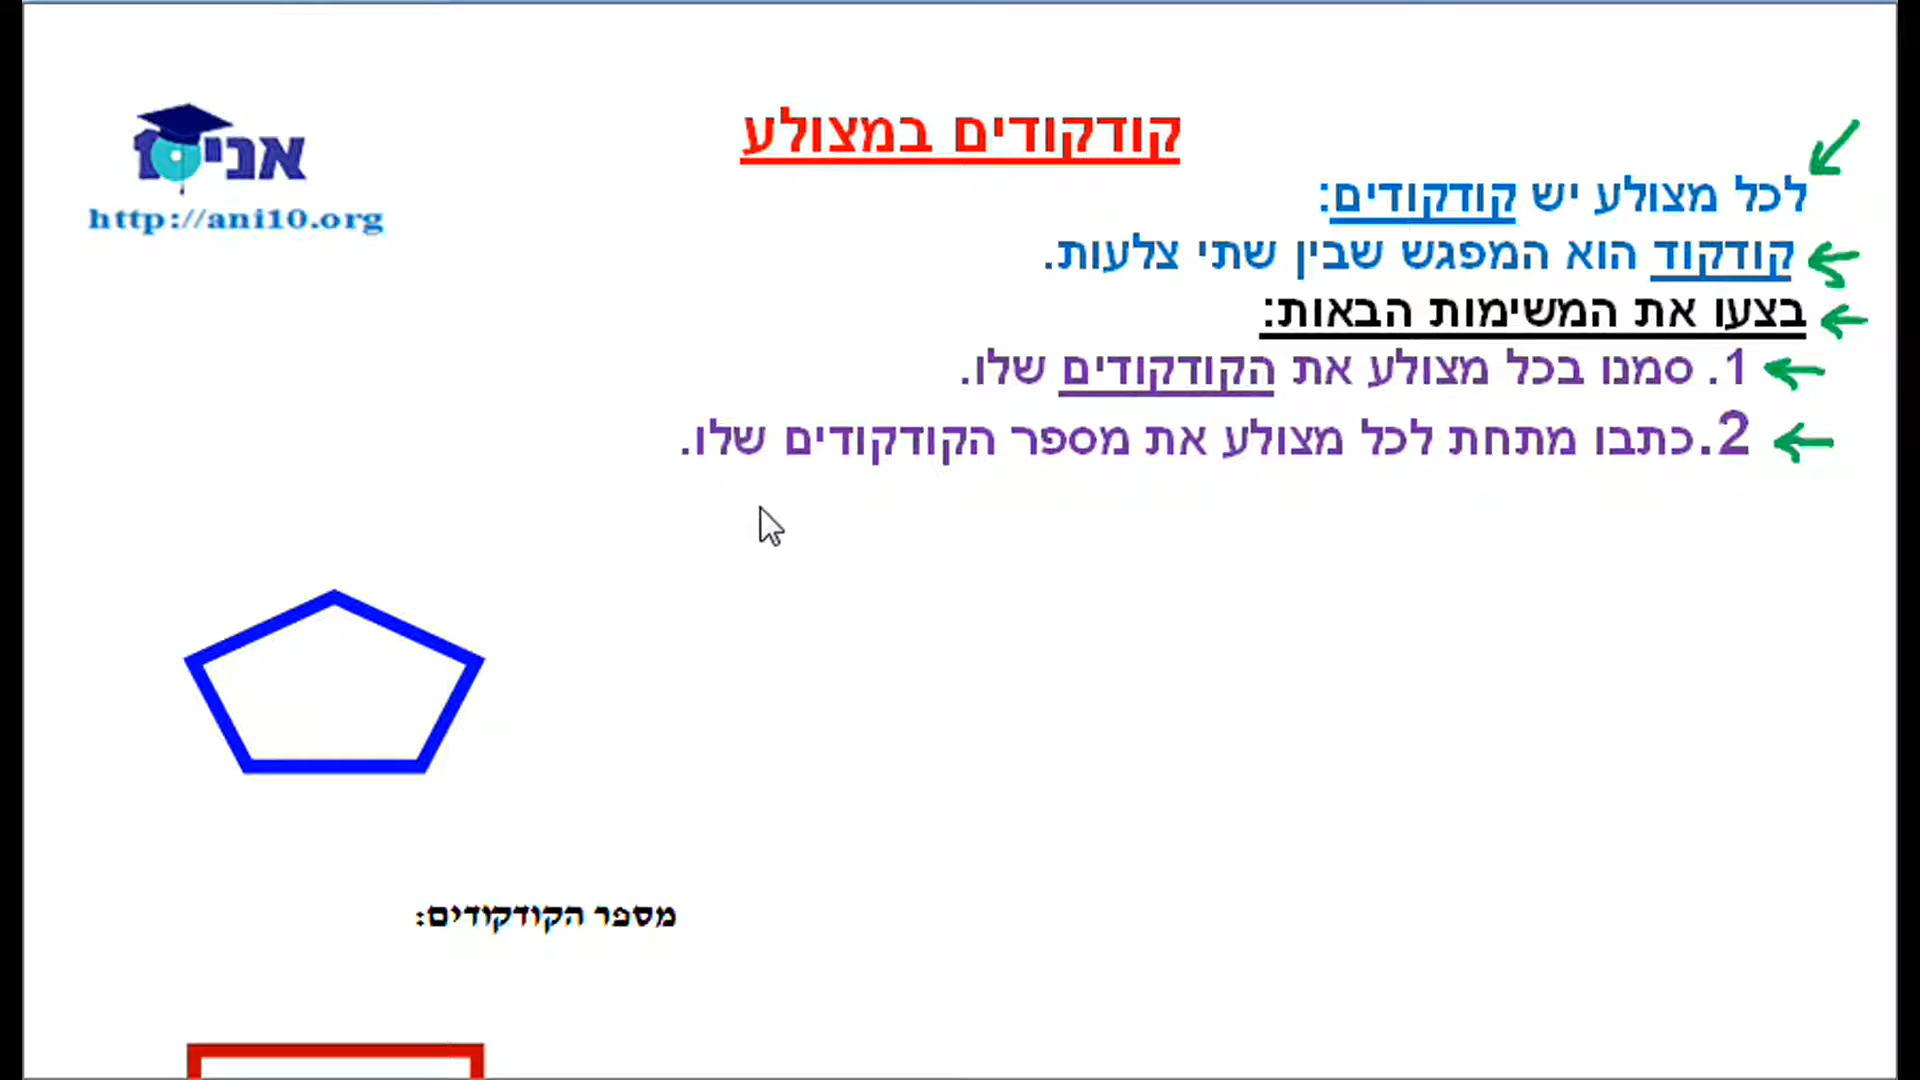 אני10
http://ani10.org
קודקודים במצולע
לכל מצולע יש קודקודים:
קודקוד הוא המפגש שבין שתי צלעות.
בצעו את המשימות הבאות:
1. סמנו בכל מצולע את הקודקודים שלו.
2.כתבו מתחת לכל מצולע את מספר הקודקודים שלו.
מספר הקודקודים: